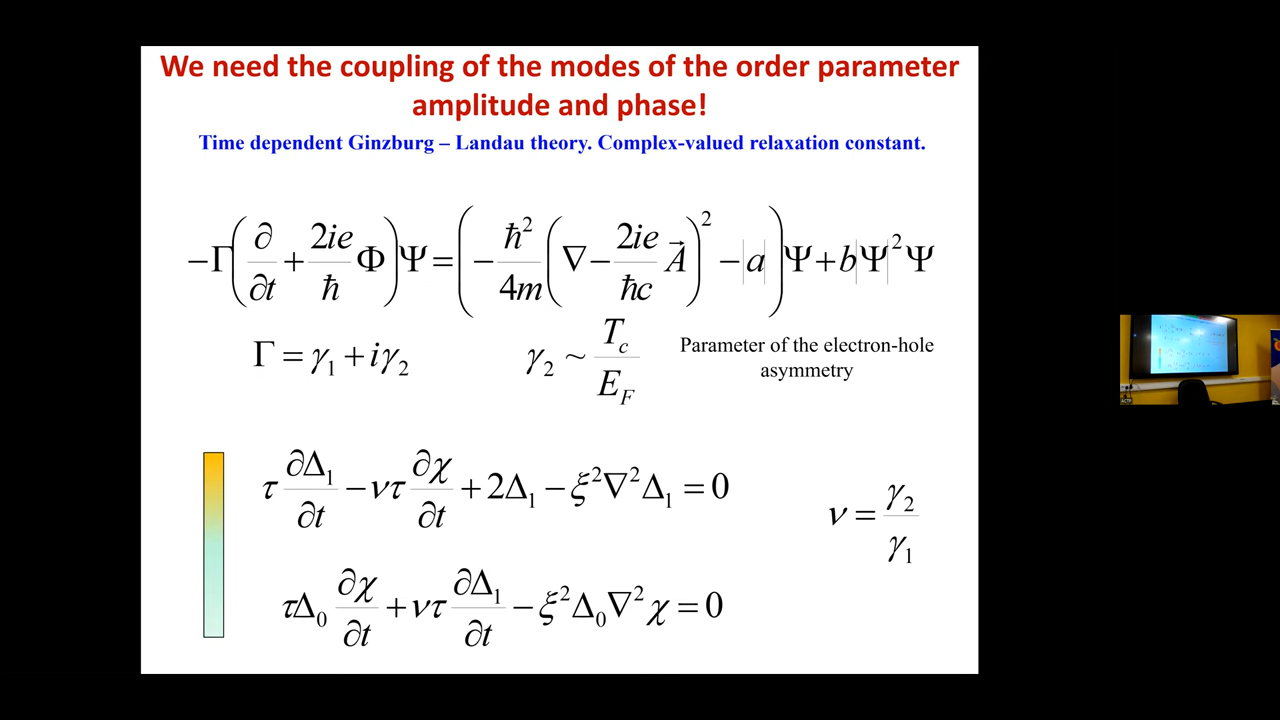 We need the coupling of the modes of the order parameter
amplitude and phase!
Time dependent Ginzburg – Landau theory. Complex-valued relaxation constant.
−Γ(∂/∂t + 2ie/ħ Φ)Ψ = (−ħ²/4m (∇ − 2ie/ħc A⃗)² − |a|)Ψ + b|Ψ|²Ψ
Γ = γ₁ + iγ₂
γ₂ ~ T_c/E_F
Parameter of the electron-hole
asymmetry
τ ∂Δ₁/∂t − ντ ∂χ/∂t + 2Δ₁ − ξ²∇²Δ₁ = 0
ν = γ₂/γ₁
τΔ₀ ∂χ/∂t + ντ ∂Δ₁/∂t − ξ²Δ₀∇²χ = 0